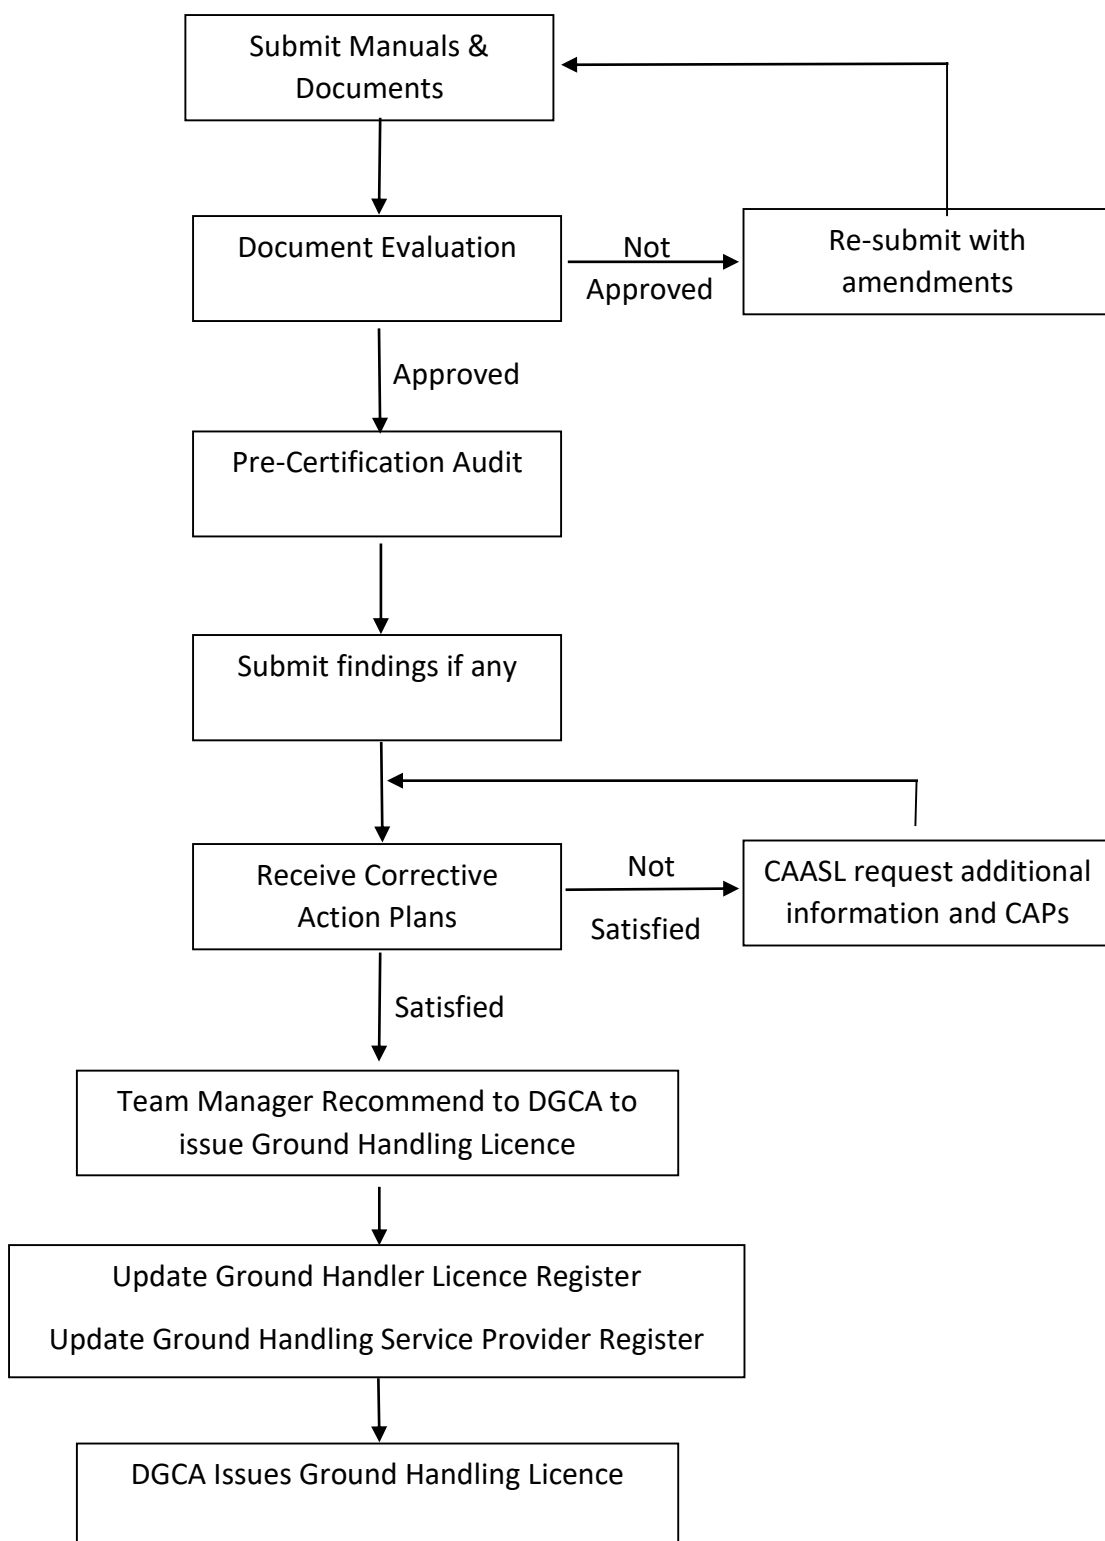 Submit Manuals &
Documents
Document Evaluation
Not
Approved
Re-submit with
amendments
Approved
Pre-Certification Audit
Submit findings if any
Receive Corrective
Action Plans
Not
Satisfied
CAASL request additional
information and CAPs
Satisfied
Team Manager Recommend to DGCA to
issue Ground Handling Licence
Update Ground Handler Licence Register
Update Ground Handling Service Provider Register
DGCA Issues Ground Handling Licence